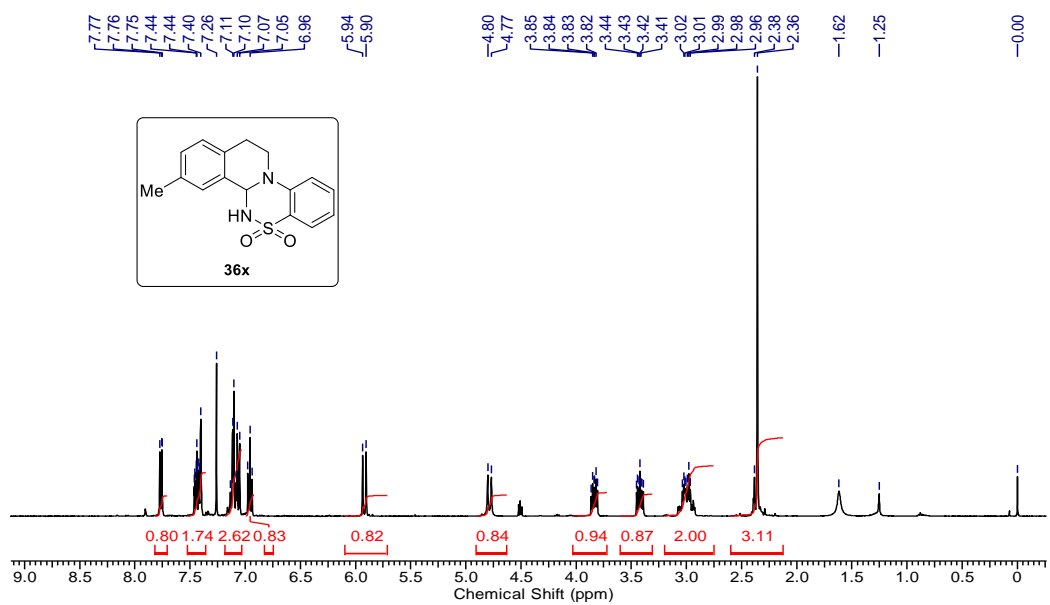 7.77 7.76 7.75 7.44 7.44 7.40 7.26 7.11 7.10 7.07 7.05 6.96 5.94 5.90 4.80 4.77 3.85 3.84 3.83 3.82 3.44 3.43 3.42 3.41 3.02 3.01 2.99 2.98 2.96 2.38 2.36 1.62 1.25 -0.00
Me
N
HN
S
O O
36x
0.80 1.74 2.62 0.83 0.82 0.84 0.94 0.87 2.00 3.11
9.0 8.5 8.0 7.5 7.0 6.5 6.0 5.5 5.0 4.5 4.0 3.5 3.0 2.5 2.0 1.5 1.0 0.5 0
Chemical Shift (ppm)